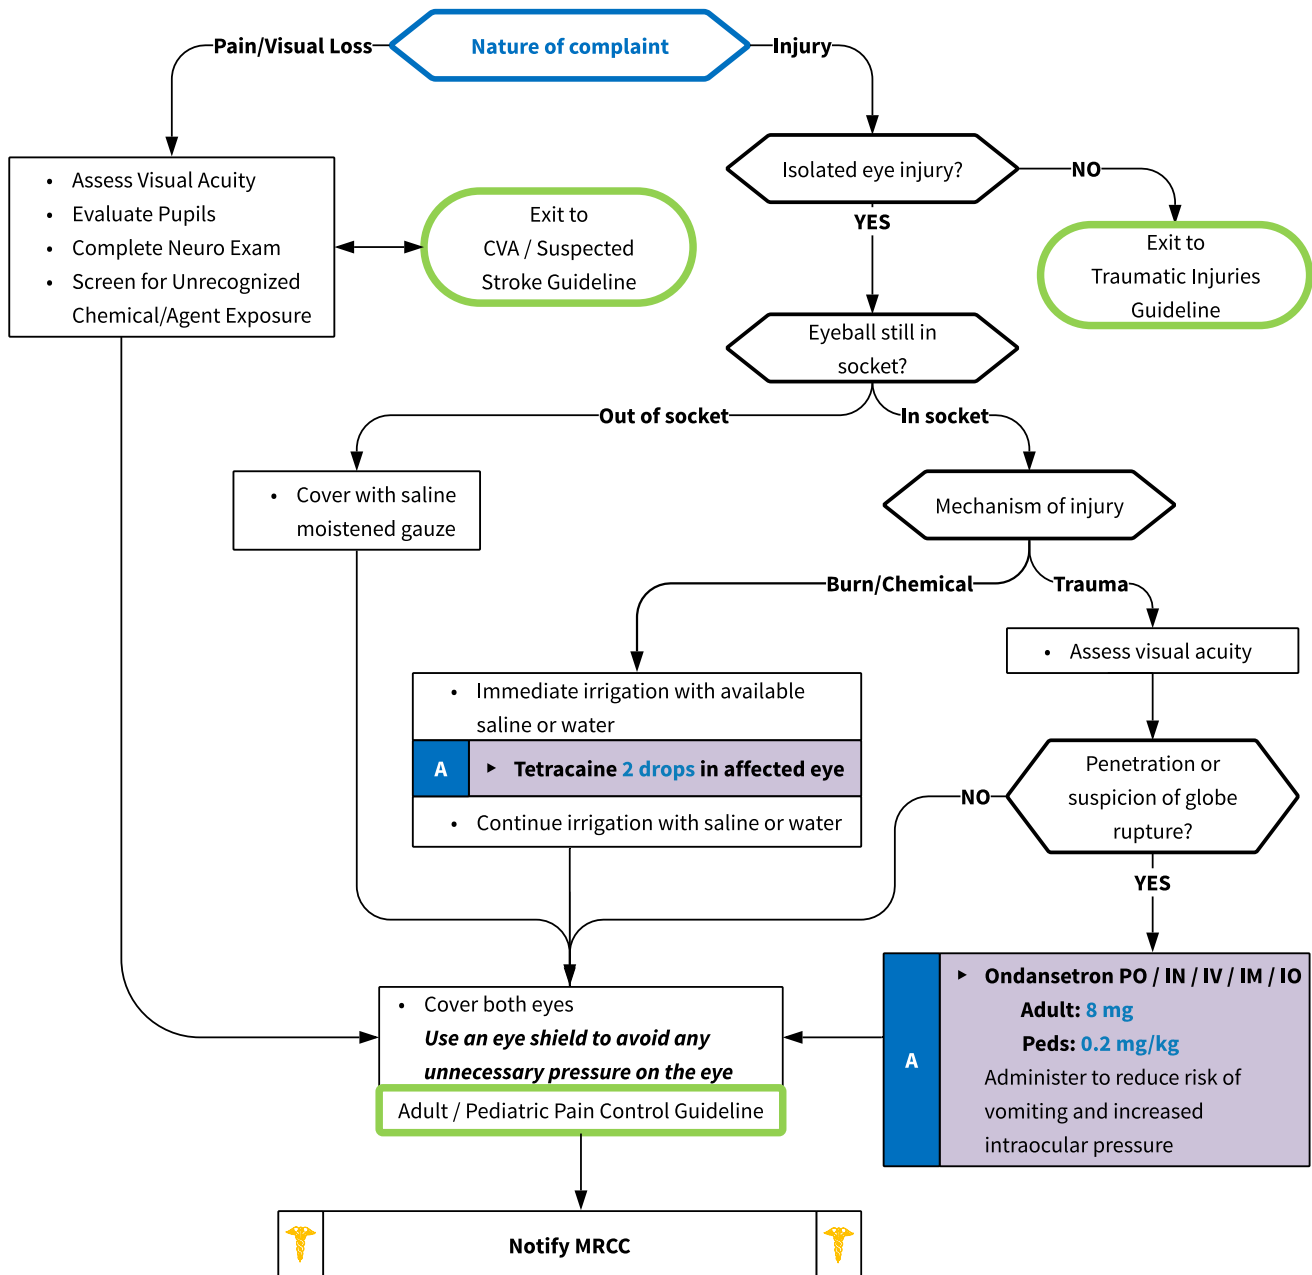 Nature of complaint
Pain/Visual Loss
Injury
• Assess Visual Acuity
• Evaluate Pupils
• Complete Neuro Exam
• Screen for Unrecognized
Chemical/Agent Exposure
Exit to
CVA / Suspected
Stroke Guideline
Isolated eye injury?
NO
YES
Exit to
Traumatic Injuries
Guideline
Eyeball still in
socket?
Out of socket
In socket
• Cover with saline
moistened gauze
Mechanism of injury
Burn/Chemical
Trauma
• Immediate irrigation with available
saline or water
A
‣ Tetracaine 2 drops in affected eye
• Continue irrigation with saline or water
• Assess visual acuity
Penetration or
suspicion of globe
rupture?
NO
YES
A
‣ Ondansetron PO / IN / IV / IM / IO
Adult: 8 mg
Peds: 0.2 mg/kg
Administer to reduce risk of
vomiting and increased
intraocular pressure
• Cover both eyes
Use an eye shield to avoid any
unnecessary pressure on the eye
Adult / Pediatric Pain Control Guideline
Notify MRCC